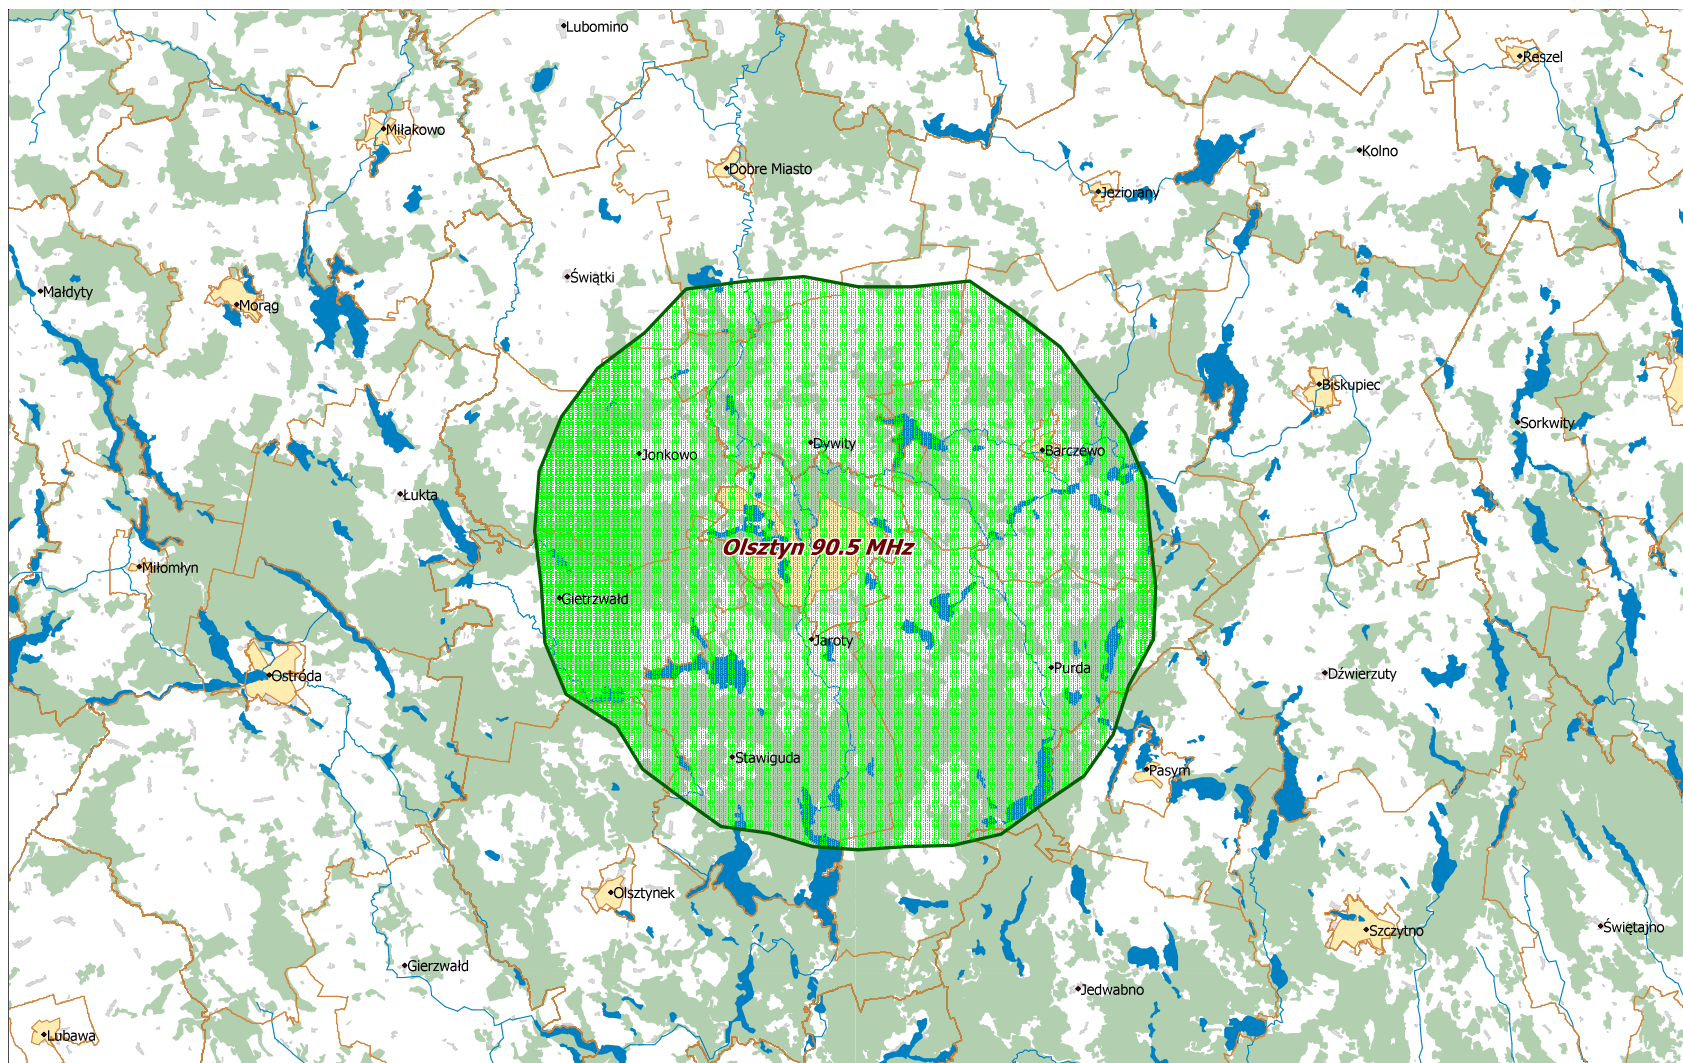 Lubomino
Reszel
Miłakowo
Kolno
Dobre Miasto
Jeziorany
Świątki
Małdyty
Morąg
Biskupiec
Sorkwity
Dywity
Barczewo
Jonkowo
Łukta
Olsztyn 90.5 MHz
Miłomłyn
Gietrzwałd
Jaroty
Purda
Dźwierzuty
Ostróda
Stawiguda
Pasym
Olsztynek
Szczytno
Świętajno
Gierzwałd
Jedwabno
Lubawa